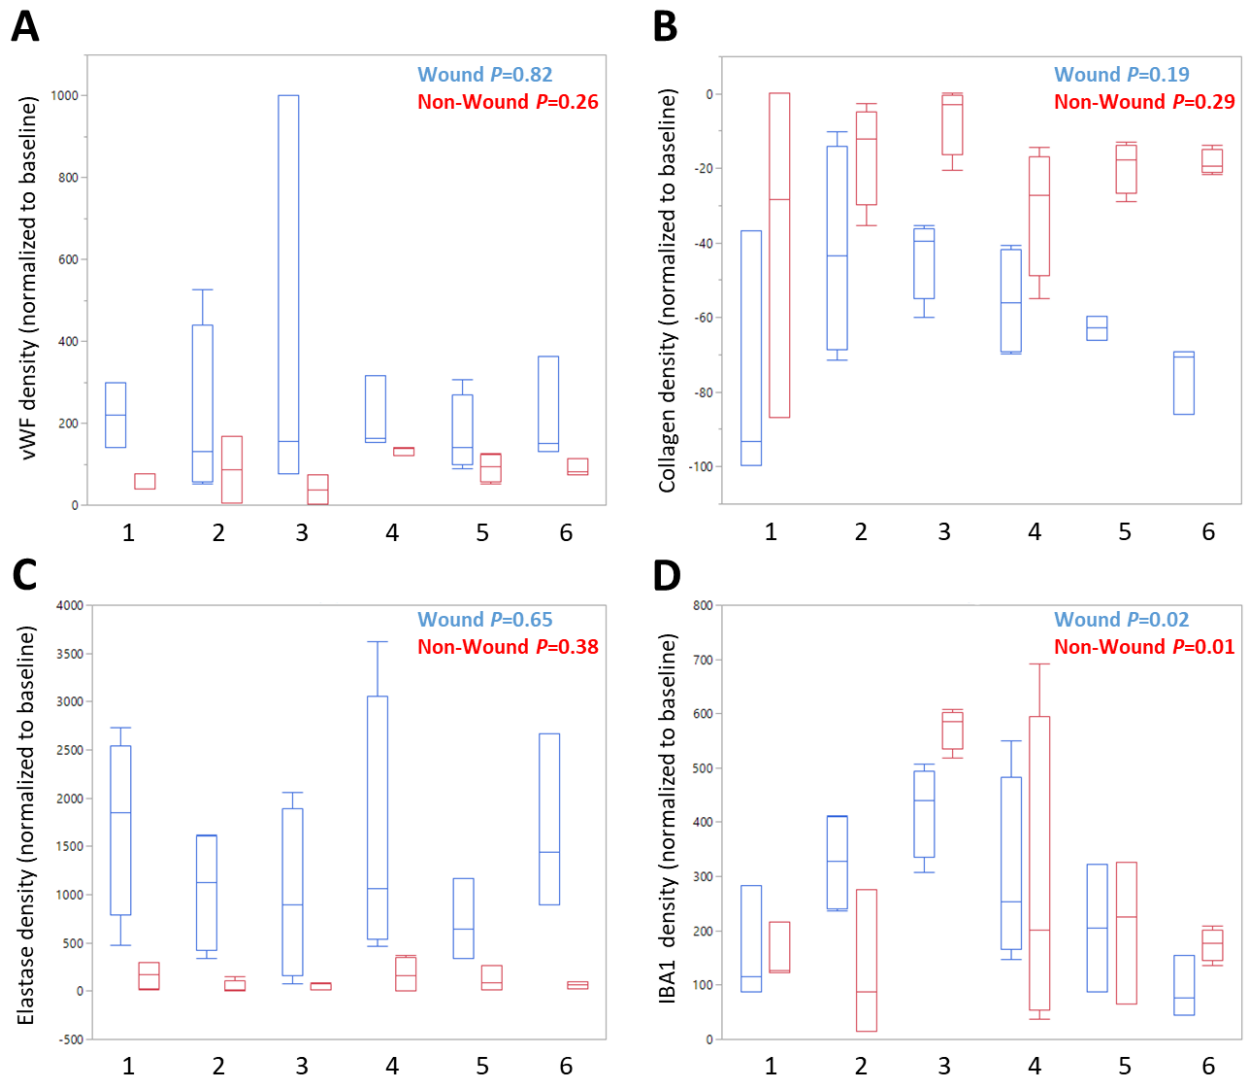 A
Wound P=0.82
Non-Wound P=0.26
vWF density (normalized to baseline)
1000
800
600
400
200
0
1 2 3 4 5 6
B
Wound P=0.19
Non-Wound P=0.29
Collagen density (normalized to baseline)
0
-20
-40
-60
-80
-100
1 2 3 4 5 6
C
Wound P=0.65
Non-Wound P=0.38
Elastase density (normalized to baseline)
4000
3500
3000
2500
2000
1500
1000
500
0
-500
1 2 3 4 5 6
D
Wound P=0.02
Non-Wound P=0.01
IBA1 density (normalized to baseline)
800
700
600
500
400
300
200
100
0
1 2 3 4 5 6